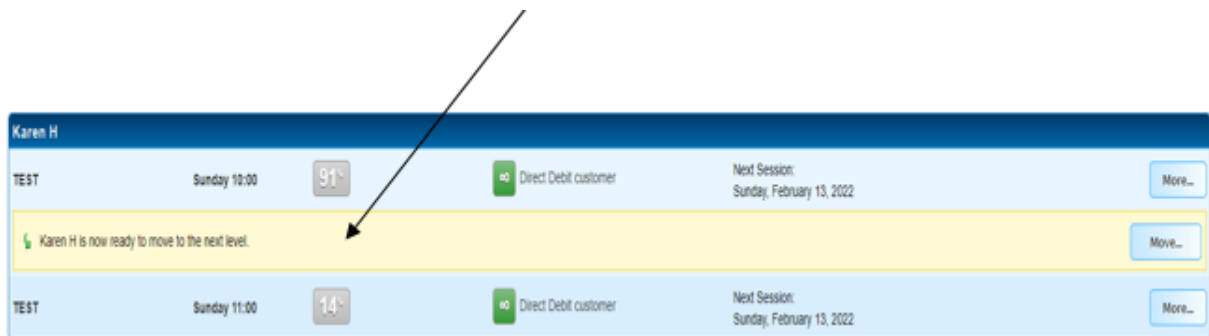 Karen H
TEST Sunday 10:00 91% Direct Debit customer Next Session: More...
Sunday, February 13, 2022
Karen H is now ready to move to the next level. Move...
TEST Sunday 11:00 14% Direct Debit customer Next Session: More...
Sunday, February 13, 2022